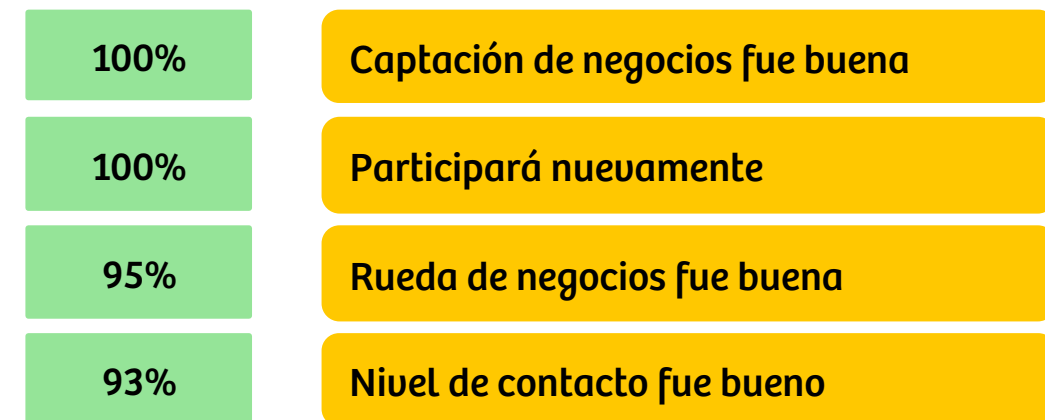 100% Captación de negocios fue buena
100% Participará nuevamente
95% Rueda de negocios fue buena
93% Nivel de contacto fue bueno